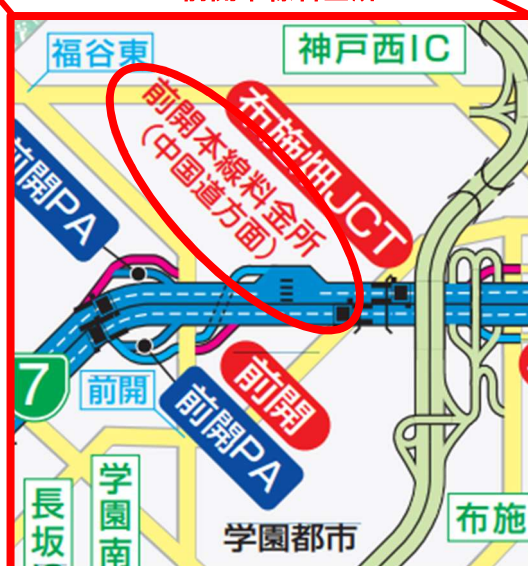 福谷東
神戸西IC
前開本線料金所
(中国道方面)
布施畑JCT
前開PA
7
前開
前開
前開PA
学園南
長坂
学園都市
布施